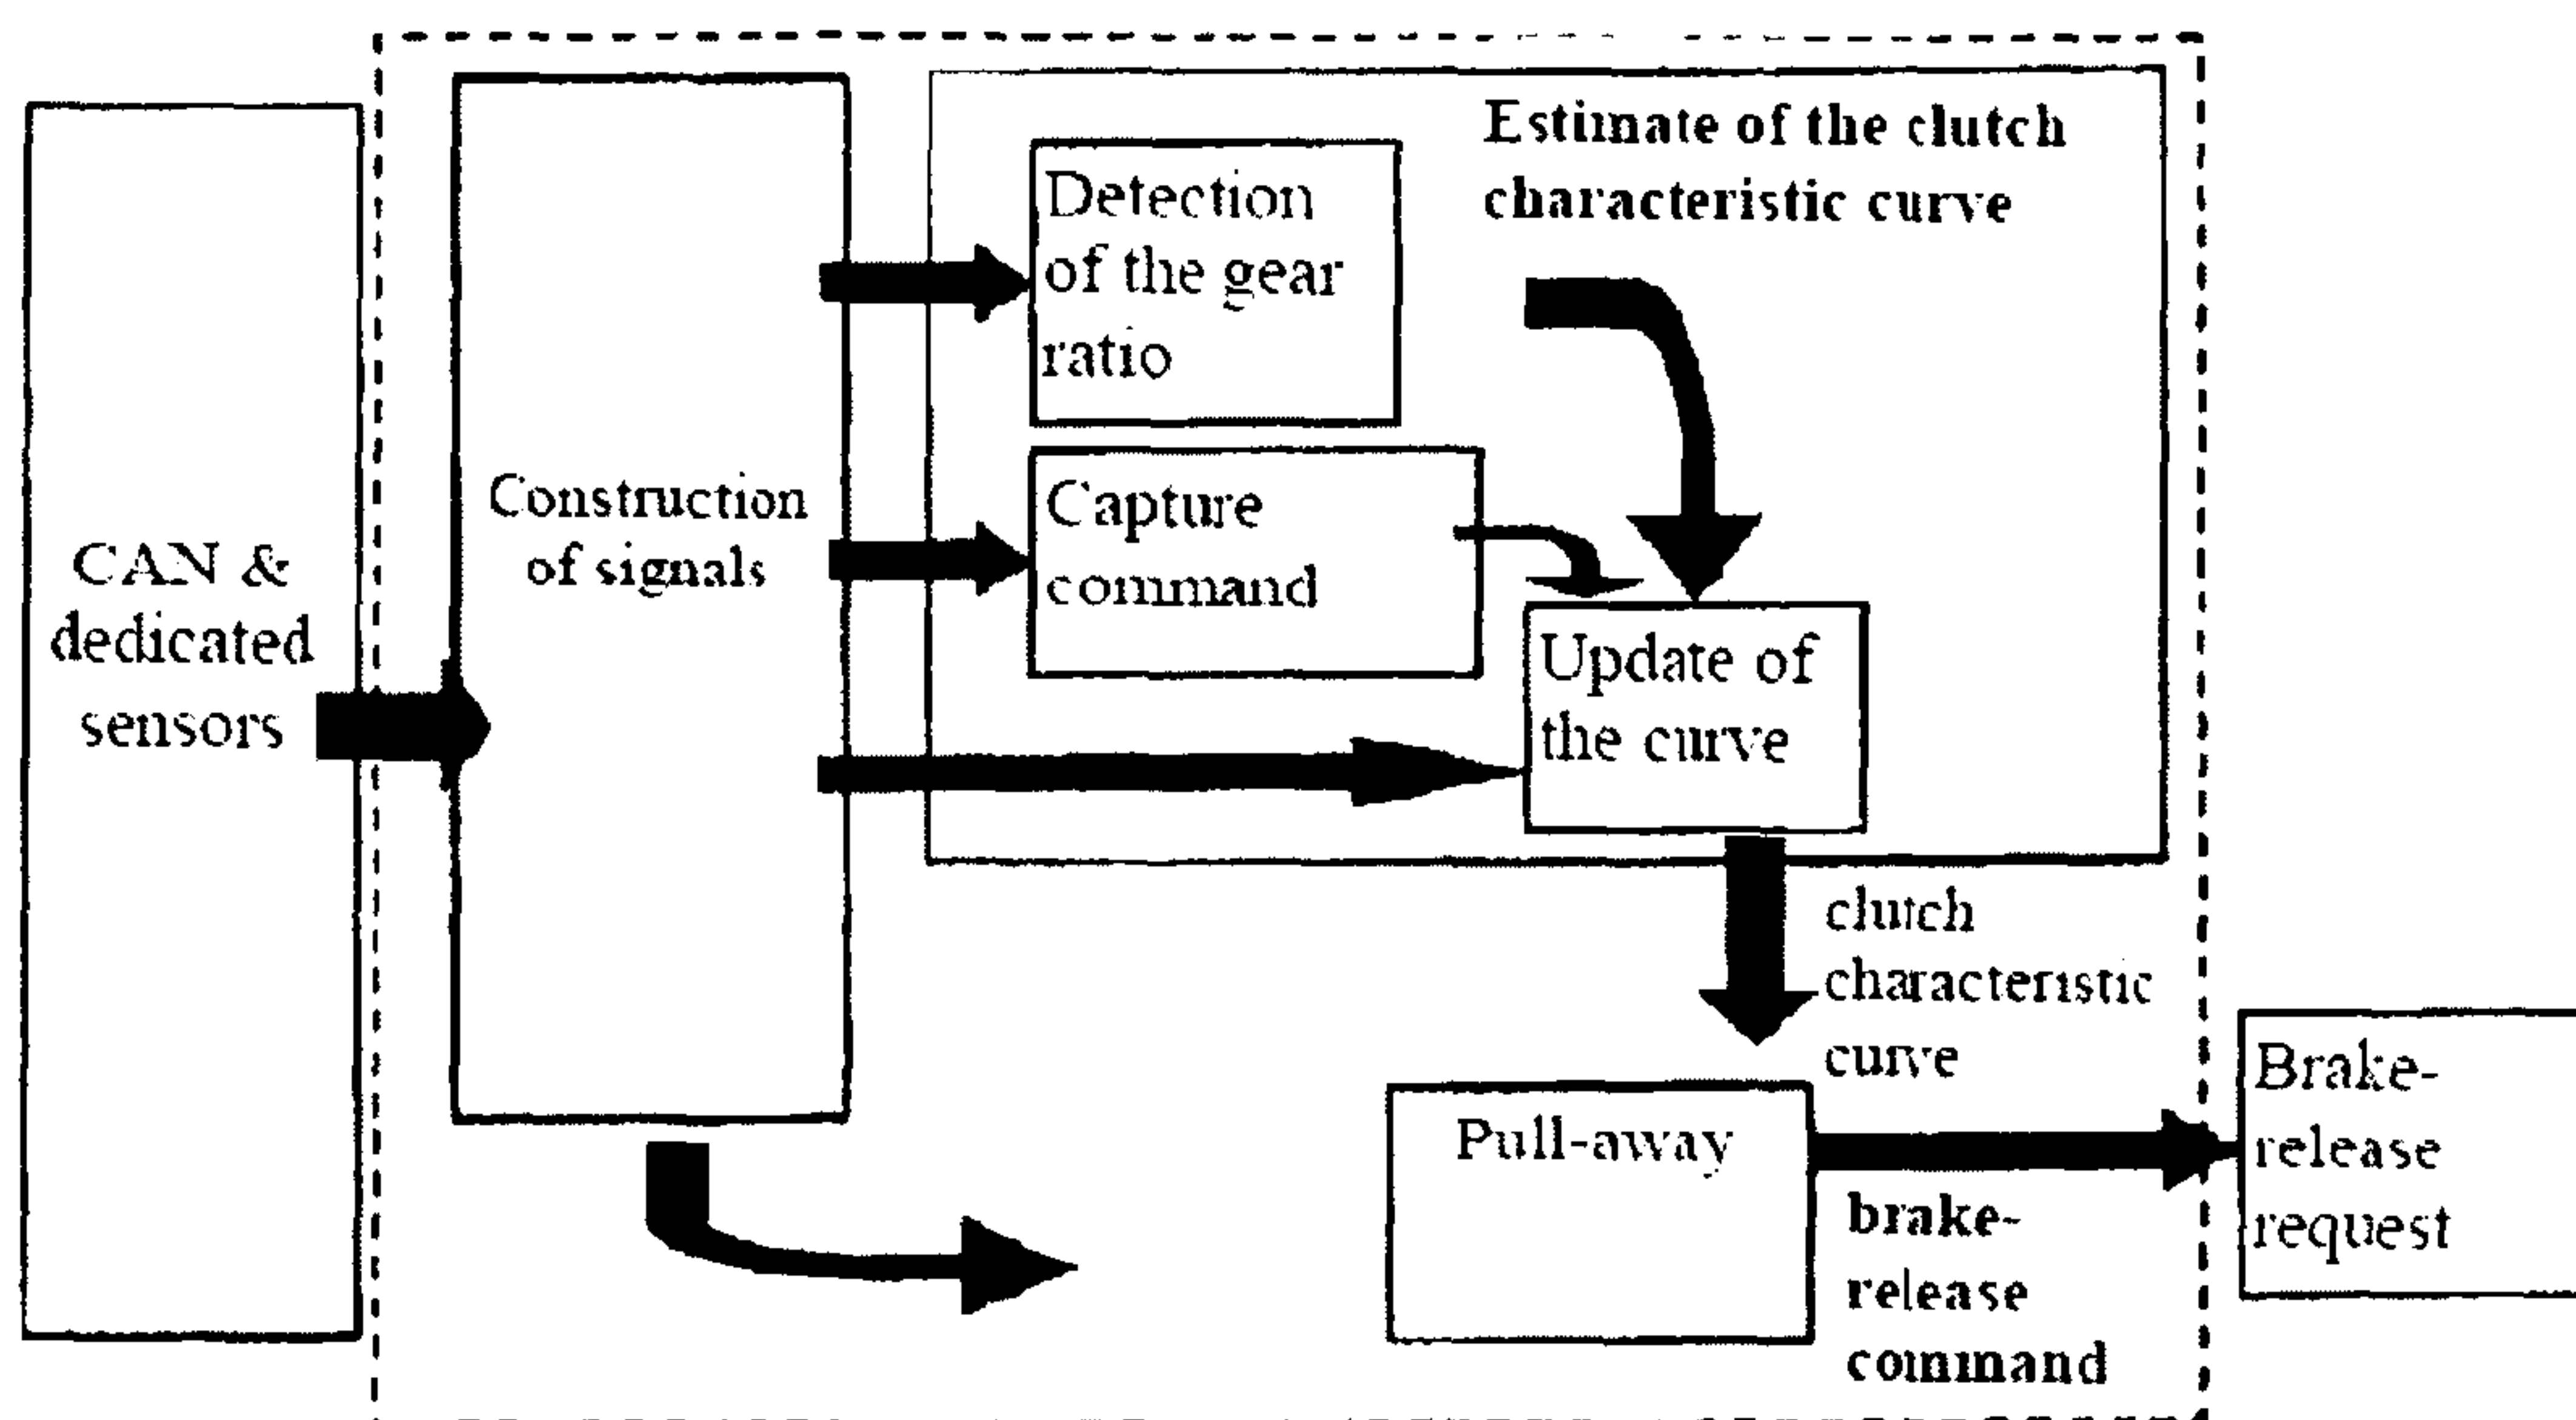 CAN &
dedicated
sensors
Construction
of signals
Detection
of the gear
ratio
Estimate of the clutch
characteristic curve
Capture
command
Update of
the curve
clutch
characteristic
curve
Pull-away
brake-
release
command
Brake-
release
request